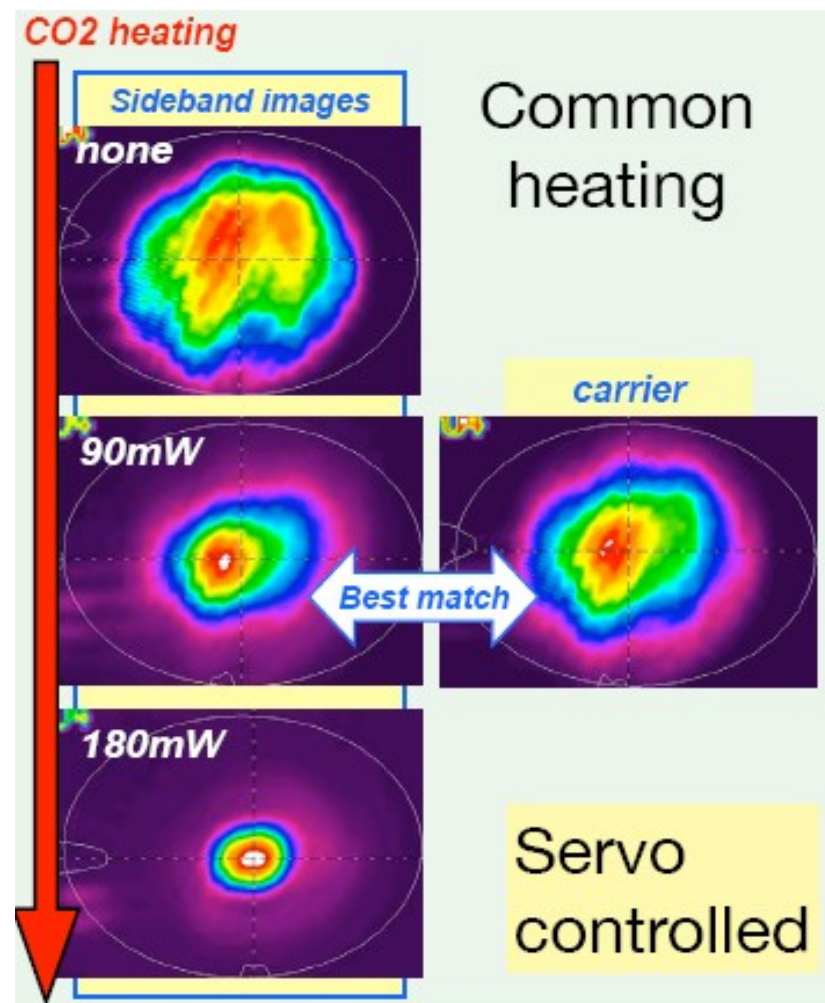 CO2 heating
Sideband images
Common
heating
none
carrier
90mW
Best match
180mW
Servo
controlled